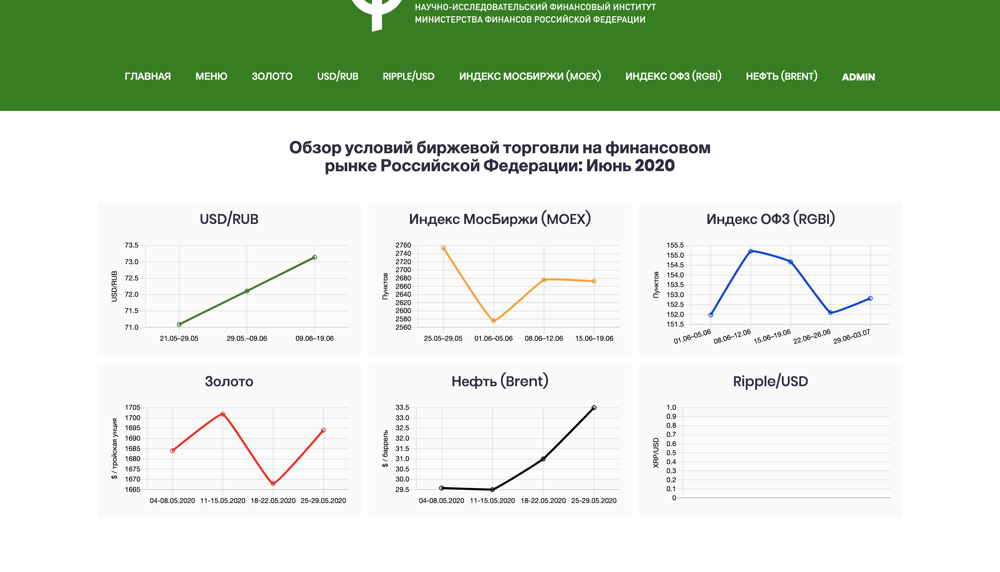 НАУЧНО-ИССЛЕДОВАТЕЛЬСКИЙ ФИНАНСОВЫЙ ИНСТИТУТ
МИНИСТЕРСТВА ФИНАНСОВ РОССИЙСКОЙ ФЕДЕРАЦИИ
ГЛАВНАЯ МЕНЮ ЗОЛОТО USD/RUB RIPPLE/USD ИНДЕКС МОСБИРЖИ (MOEX) ИНДЕКС ОФЗ (RGBI) НЕФТЬ (BRENT) ADMIN
Обзор условий биржевой торговли на финансовом
рынке Российской Федерации: Июнь 2020
USD/RUB
USD/RUB
73.5
73.0
72.5
72.0
71.5
71.0
21.05–29.05 29.05.–09.06 09.06–19.06
Индекс МосБиржи (MOEX)
Пунктов
2760
2740
2720
2700
2680
2660
2640
2620
2600
2580
2560
25.05–29.05 01.06–05.06 08.06–12.06 15.06–19.06
Индекс ОФЗ (RGBI)
Пунктов
155.5
155.0
154.5
154.0
153.5
153.0
152.5
152.0
151.5
01.06–05.06 08.06–12.06 15.06–19.06 22.06–26.06 29.06–03.07
Золото
$ / тройская унция
1705
1700
1695
1690
1685
1680
1675
1670
1665
04-08.05.2020 11-15.05.2020 18-22.05.2020 25-29.05.2020
Нефть (Brent)
$ / баррель
33.5
33.0
32.5
32.0
31.5
31.0
30.5
30.0
29.5
04-08.05.2020 11-15.05.2020 18-22.05.2020 25-29.05.2020
Ripple/USD
XRP/USD
1.0
0.9
0.8
0.7
0.6
0.5
0.4
0.3
0.2
0.1
0